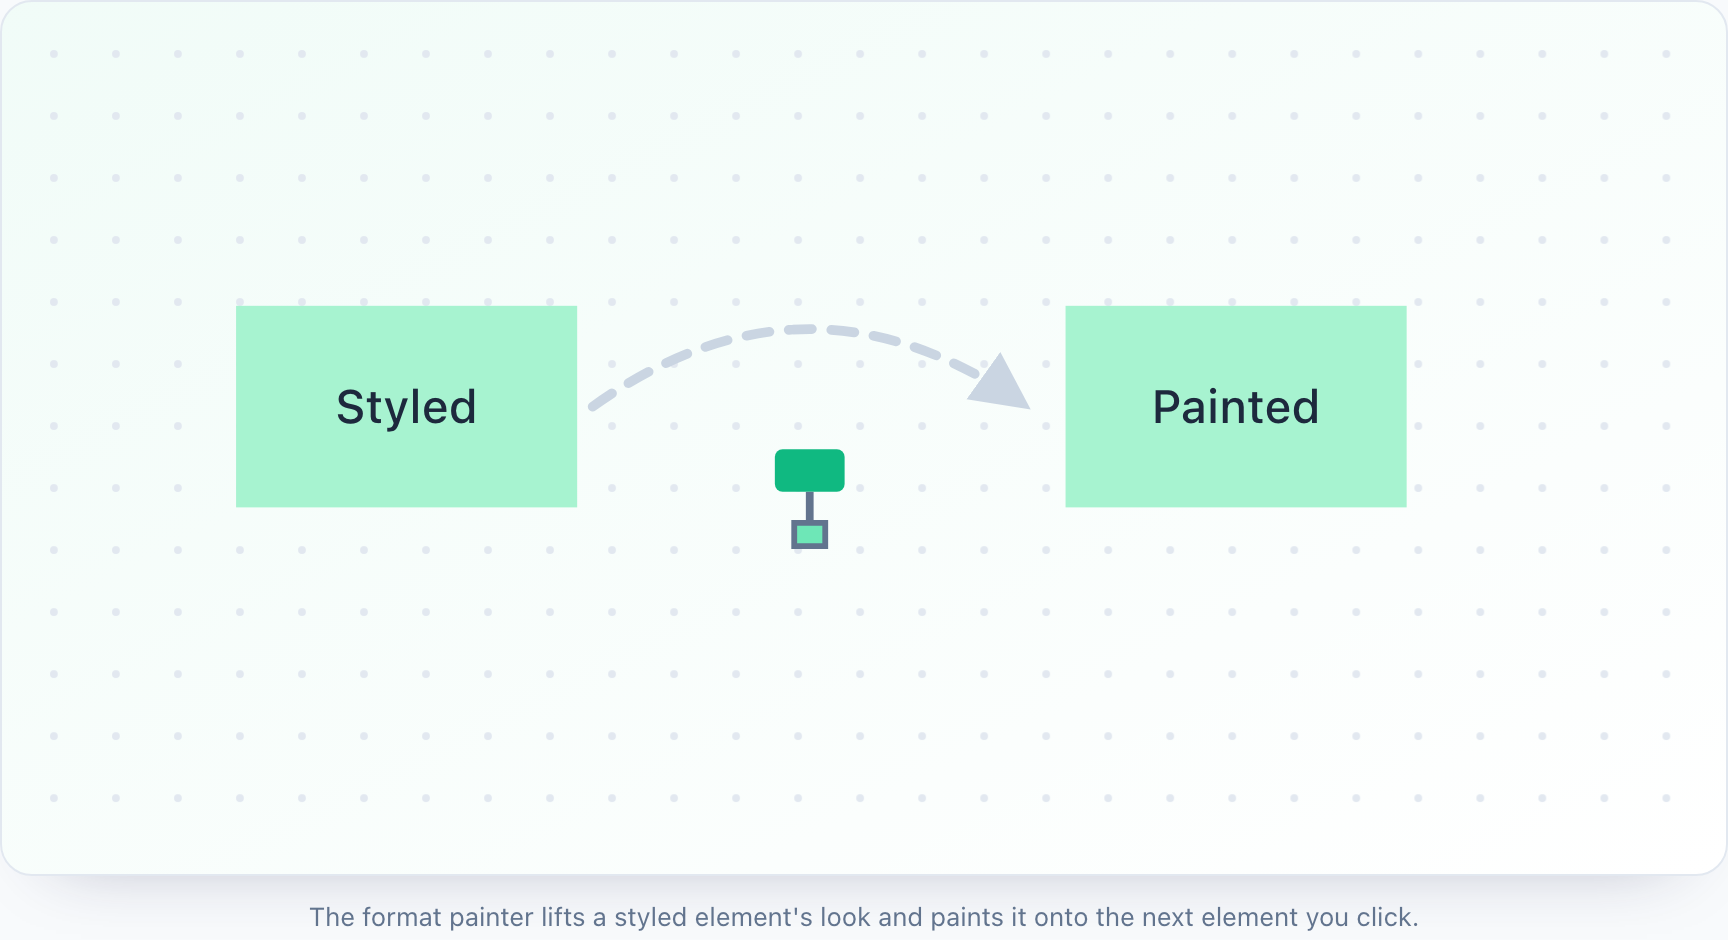 Styled
Painted
The format painter lifts a styled element's look and paints it onto the next element you click.